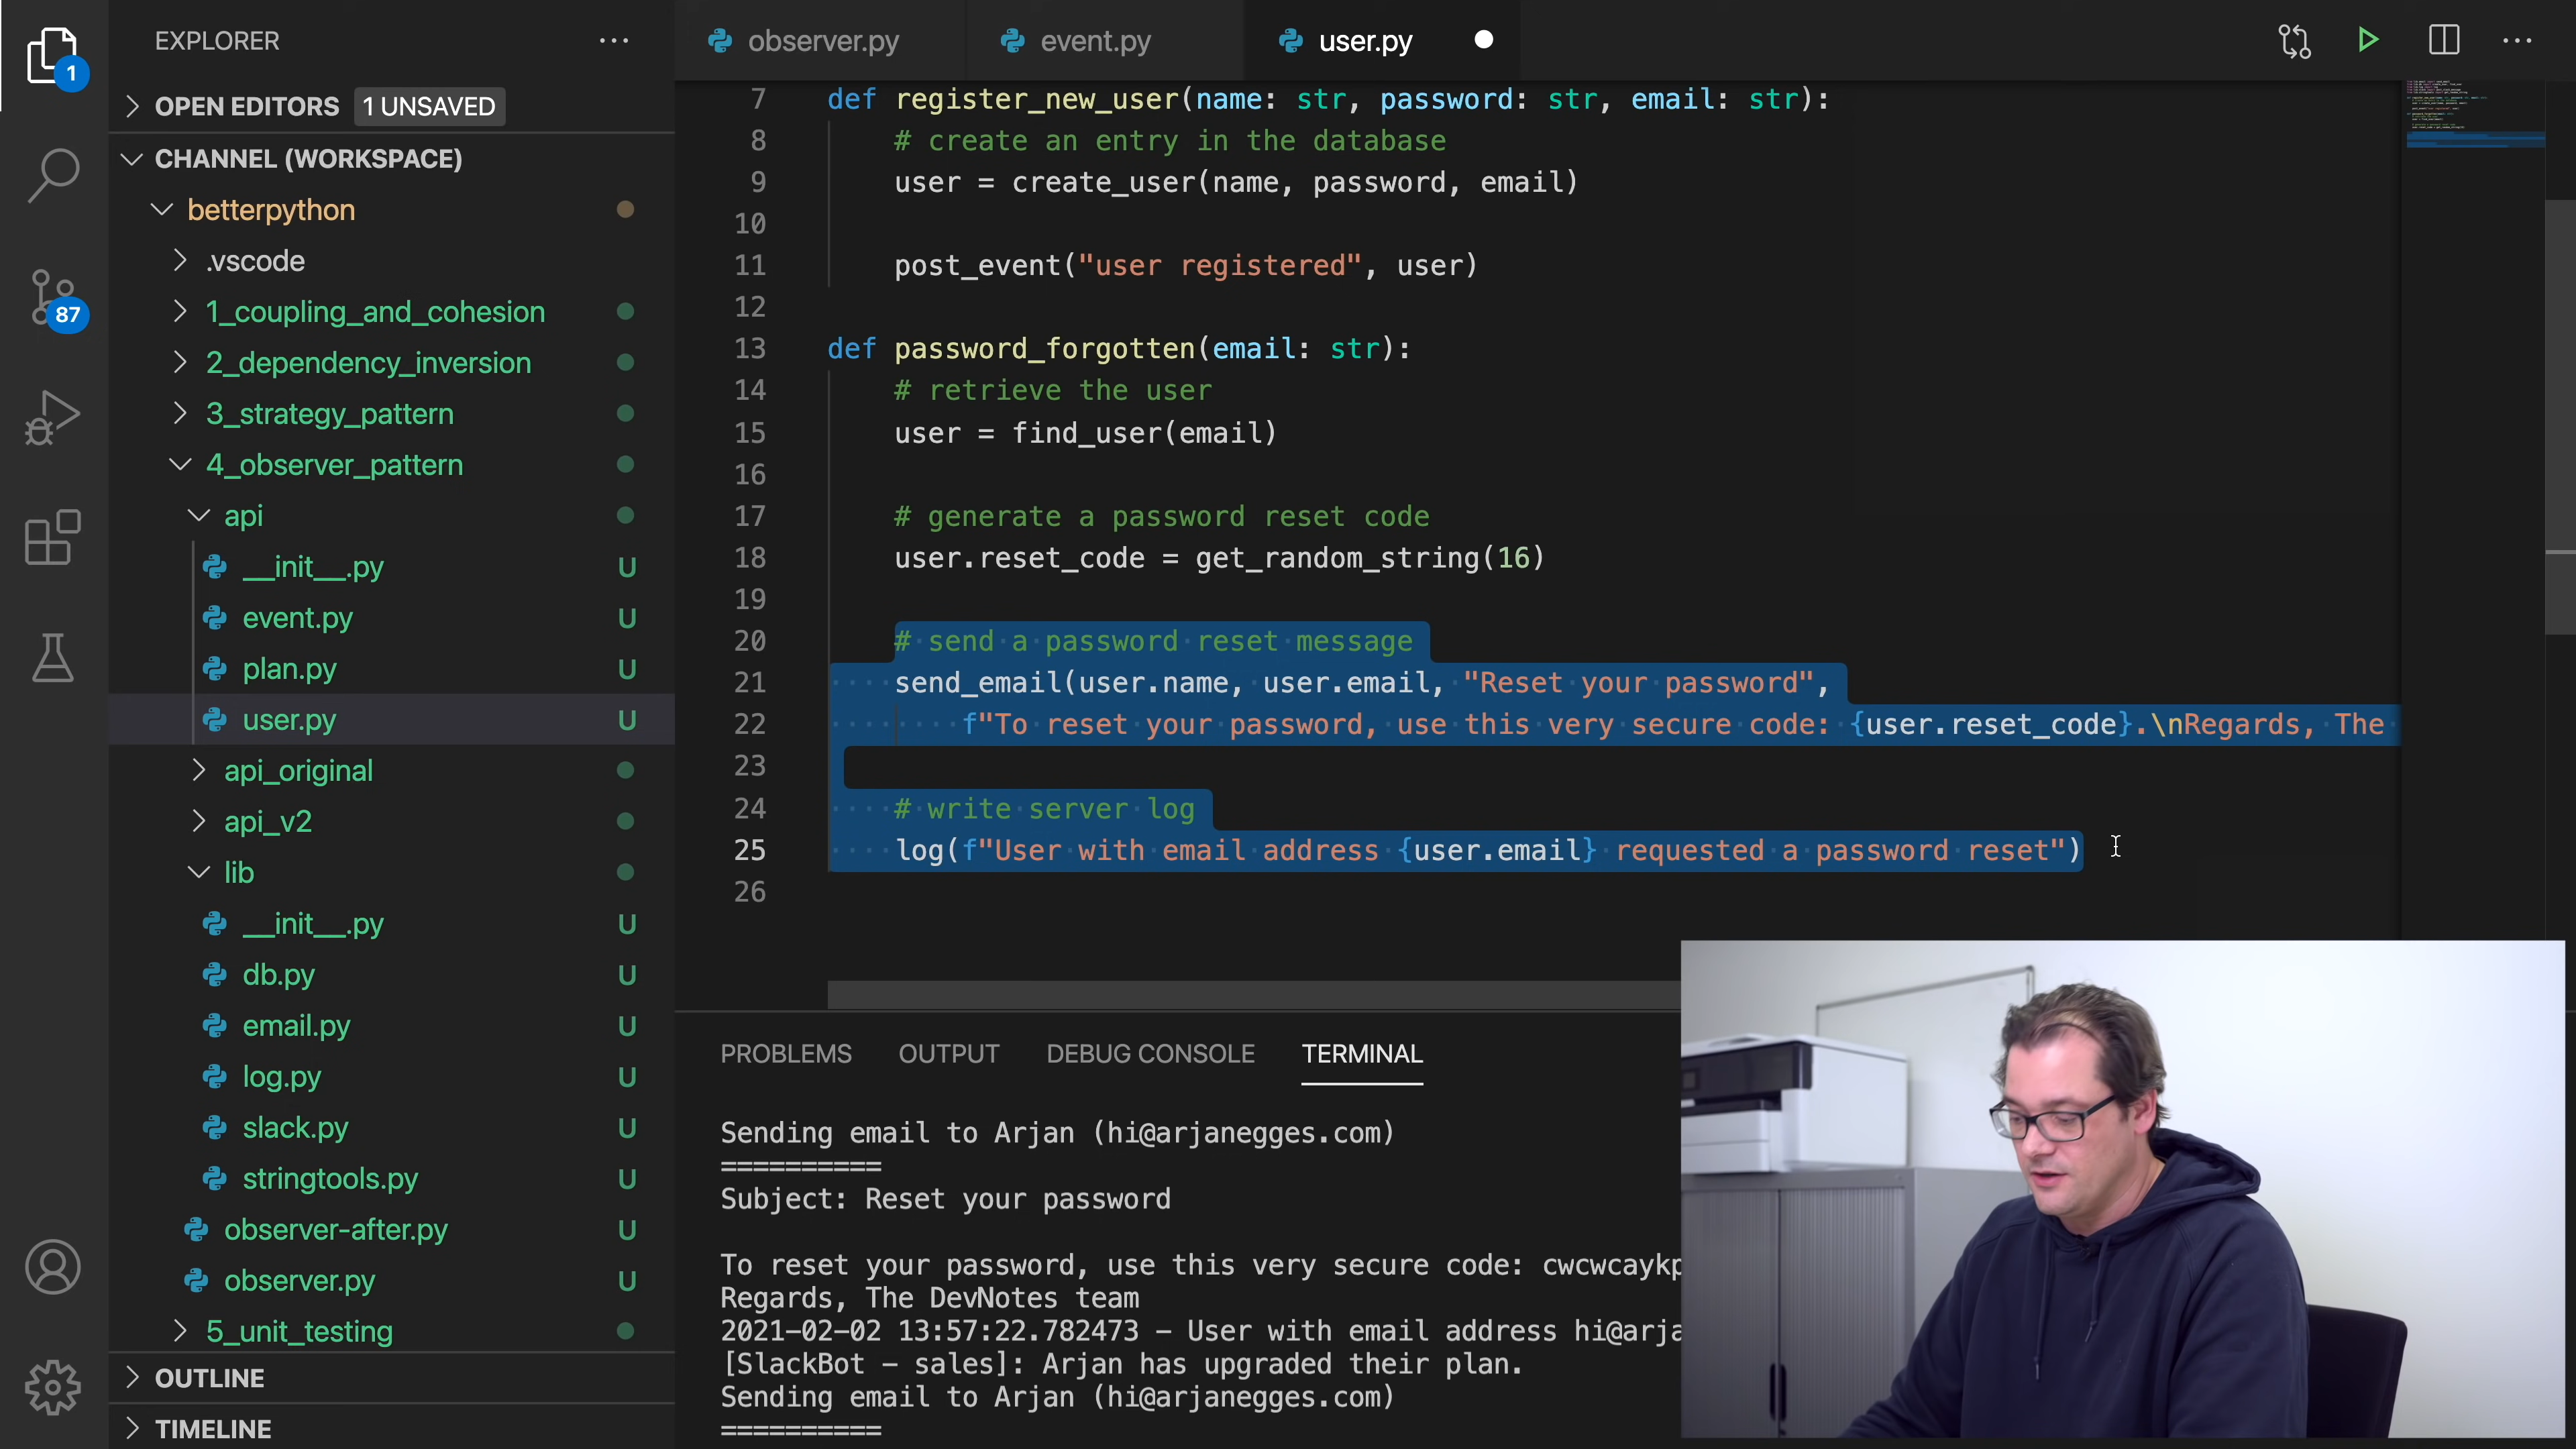 EXPLORER
OPEN EDITORS 1 UNSAVED
CHANNEL (WORKSPACE)
betterpython
.vscode
1_coupling_and_cohesion
2_dependency_inversion
3_strategy_pattern
4_observer_pattern
api
__init__.py U
event.py U
plan.py U
user.py U
api_original
api_v2
lib
__init__.py U
db.py U
email.py U
log.py U
slack.py U
stringtools.py U
observer-after.py U
observer.py U
5_unit_testing
OUTLINE
TIMELINE
1
87
observer.py event.py user.py
7 def register_new_user(name: str, password: str, email: str):
8 # create an entry in the database
9 user = create_user(name, password, email)
10
11 post_event("user registered", user)
12
13 def password_forgotten(email: str):
14 # retrieve the user
15 user = find_user(email)
16
17 # generate a password reset code
18 user.reset_code = get_random_string(16)
19
20 # send a password reset message
21 send_email(user.name, user.email, "Reset your password",
22 f"To reset your password, use this very secure code: {user.reset_code}.\nRegards, The
23
24 # write server log
25 log(f"User with email address {user.email} requested a password reset")
26
PROBLEMS OUTPUT DEBUG CONSOLE TERMINAL
Sending email to Arjan (hi@arjanegges.com)
==========
Subject: Reset your password
To reset your password, use this very secure code: cwcwcaykp
Regards, The DevNotes team
2021-02-02 13:57:22.782473 - User with email address hi@arja
[SlackBot - sales]: Arjan has upgraded their plan.
Sending email to Arjan (hi@arjanegges.com)
==========